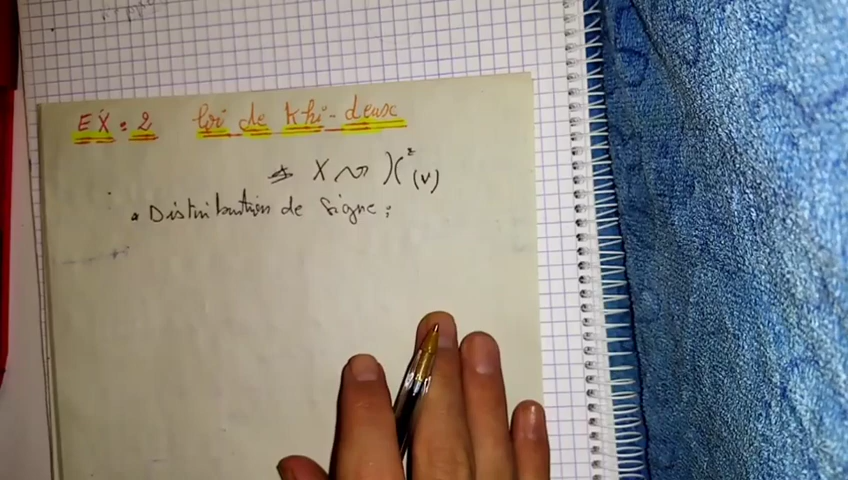 EX: 2 loi de Khi-deux
X ~> χ² (v)
• Distribution de Signe: